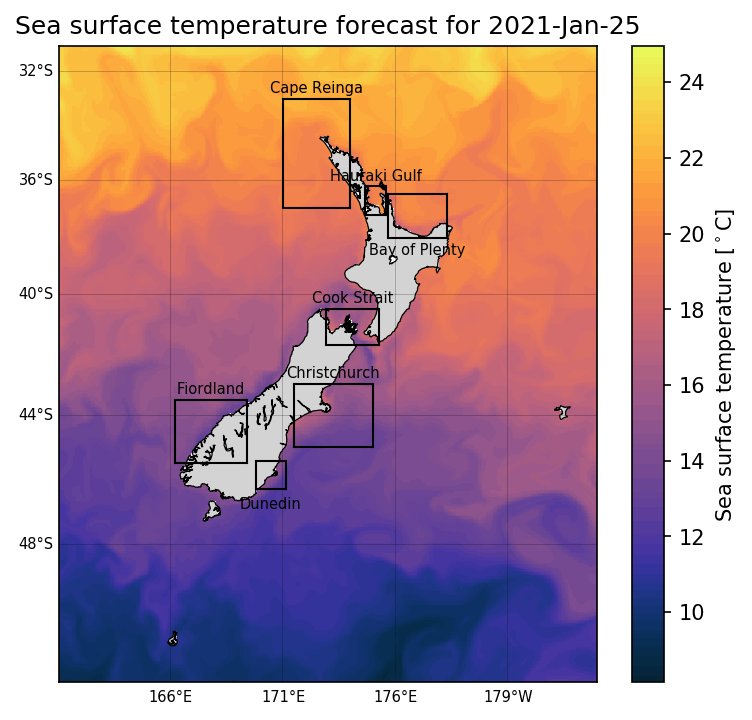 Sea surface temperature forecast for 2021-Jan-25
32°S
36°S
40°S
44°S
48°S
166°E
171°E
176°E
179°W
Cape Reinga
Hauraki Gulf
Bay of Plenty
Cook Strait
Christchurch
Fiordland
Dunedin
24
22
20
18
16
14
12
10
Sea surface temperature [°C]